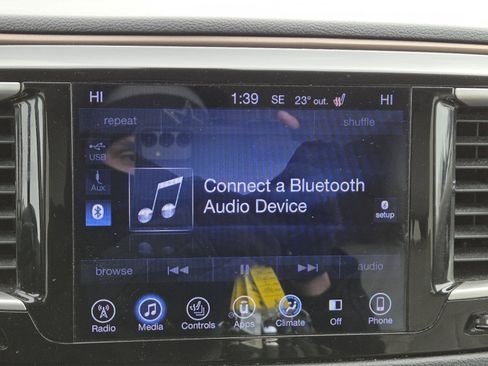 HI 1:39 SE 23° out. HI
repeat shuffle
USB
Aux
Connect a Bluetooth
Audio Device
setup
browse audio
Radio Media Controls Apps Climate Off Phone